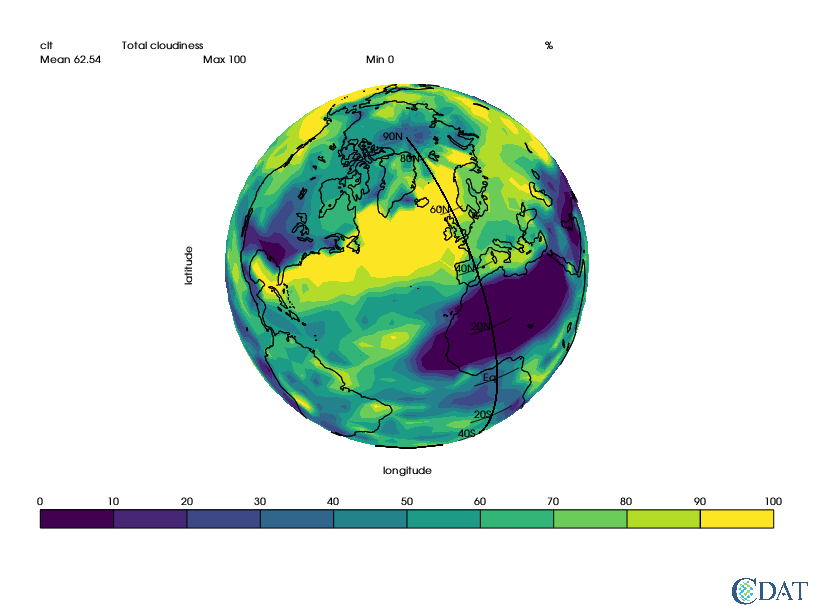 clt Total cloudiness %
Mean 62.54 Max 100 Min 0
90N
80N
60N
40N
20N
Eq
20S
40S
latitude
longitude
0 10 20 30 40 50 60 70 80 90 100
CDAT